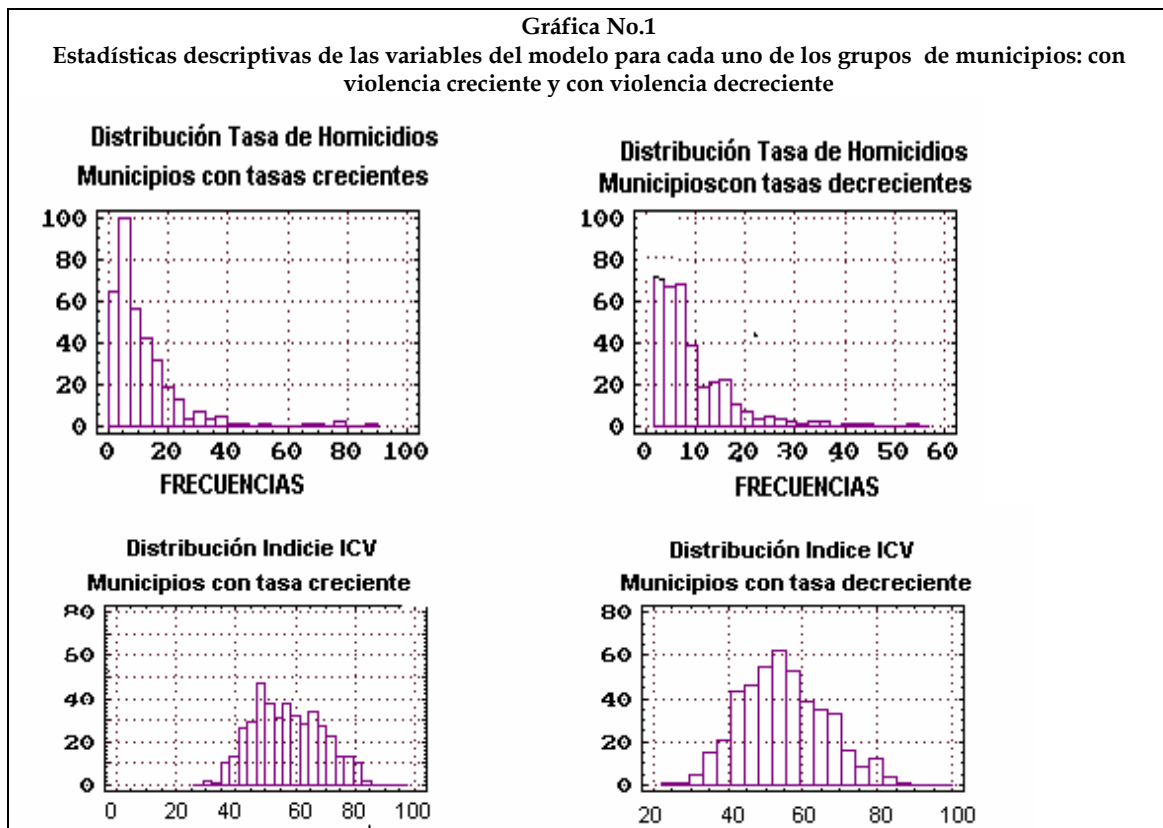 Gráfica No.1
Estadísticas descriptivas de las variables del modelo para cada uno de los grupos de municipios: con
violencia creciente y con violencia decreciente
Distribución Tasa de Homicidios
Municipios con tasas crecientes
100
80
60
40
20
0
0 20 40 60 80 100
FRECUENCIAS
Distribución Tasa de Homicidios
Municipioscon tasas decrecientes
100
80
60
40
20
0
0 10 20 30 40 50 60
FRECUENCIAS
Distribución Indicie ICV
Municipios con tasa creciente
80
60
40
20
0
0 20 40 60 80 100
Distribución Indice ICV
Municipios con tasa decreciente
80
60
40
20
0
20 40 60 80 100